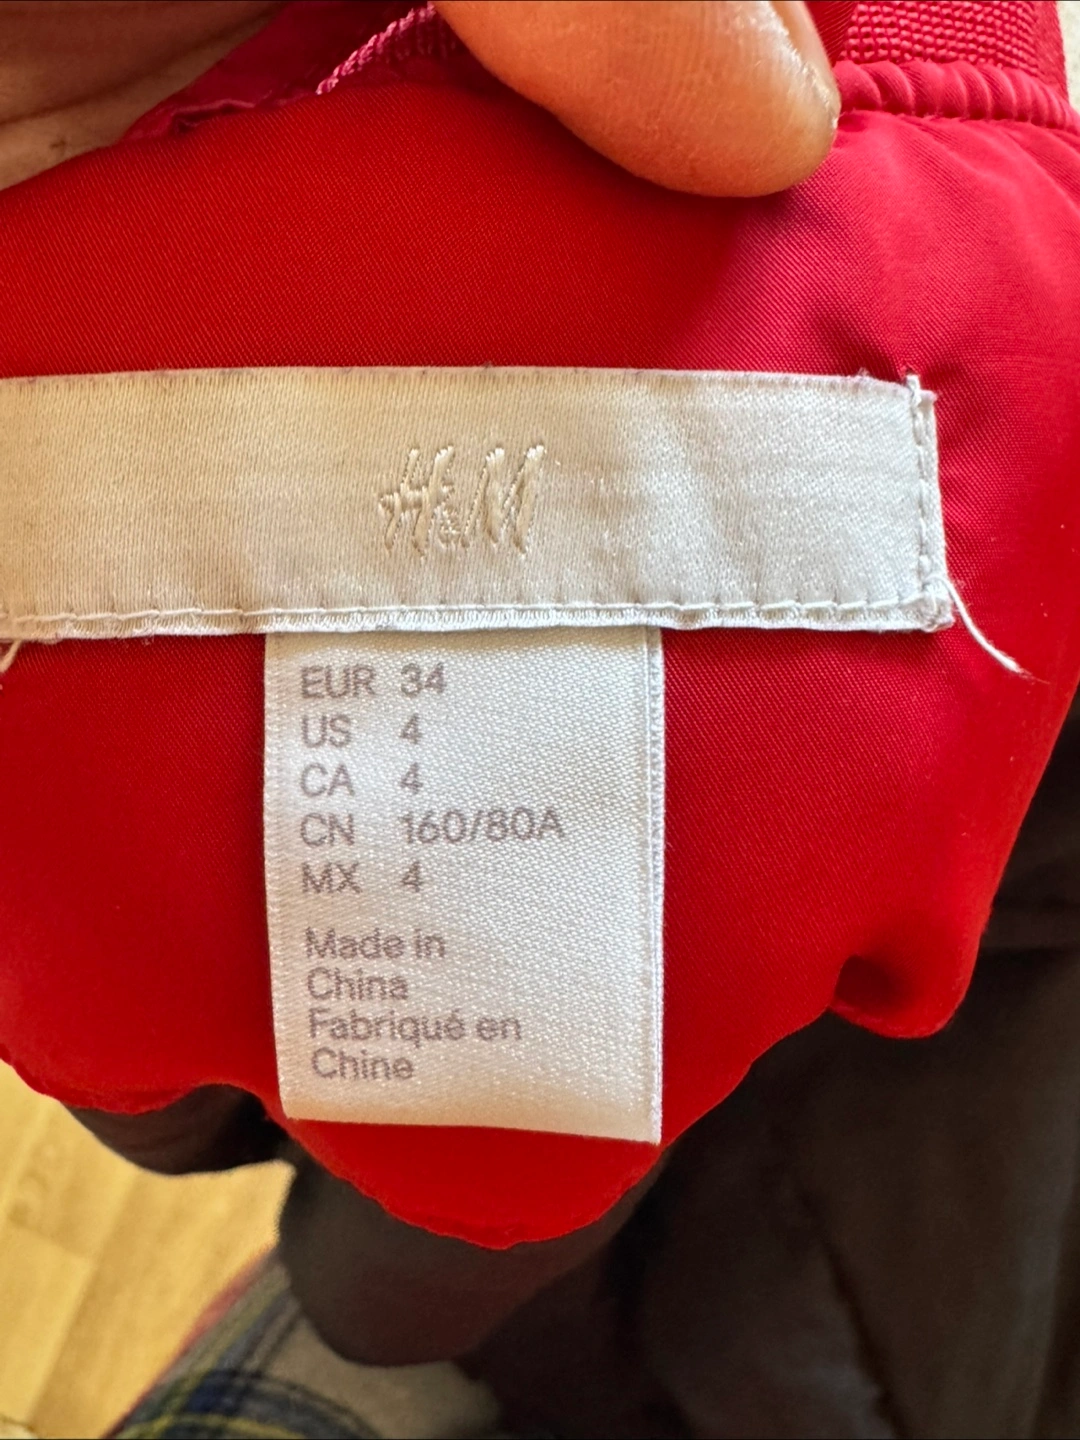 H&M
EUR 34
US 4
CA 4
CN 160/80A
MX 4
Made in
China
Fabriqué en
Chine